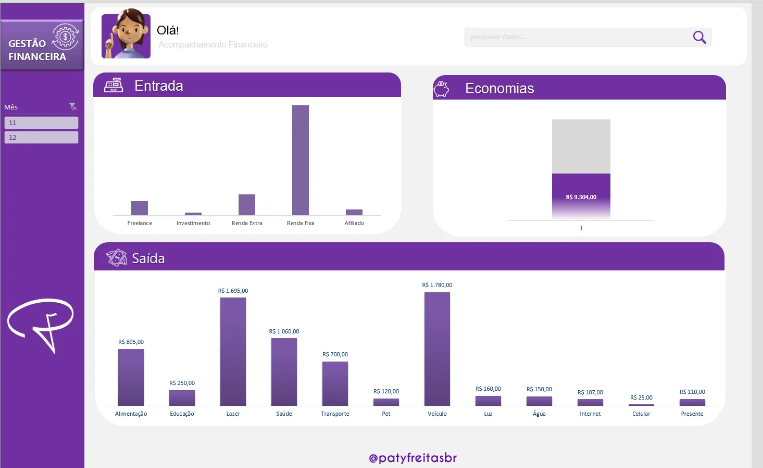 GESTÃO
FINANCEIRA
Olá!
Acompanhamento Financeiro
pesquisar dados...
Mês
11
12
Entrada
Freelance Investimento Renda Extra Renda Fixa Afiliado
Economias
R$ 9.304,00
1
Saída
R$ 895,00 R$ 250,00 R$ 1.695,00 R$ 1.060,00 R$ 700,00 R$ 120,00 R$ 1.780,00 R$ 160,00 R$ 150,00 R$ 107,00 R$ 25,00 R$ 110,00
Alimentação Educação Lazer Saúde Transporte Pet Veículo Luz Água Internet Celular Presente
@patyfreitasbr